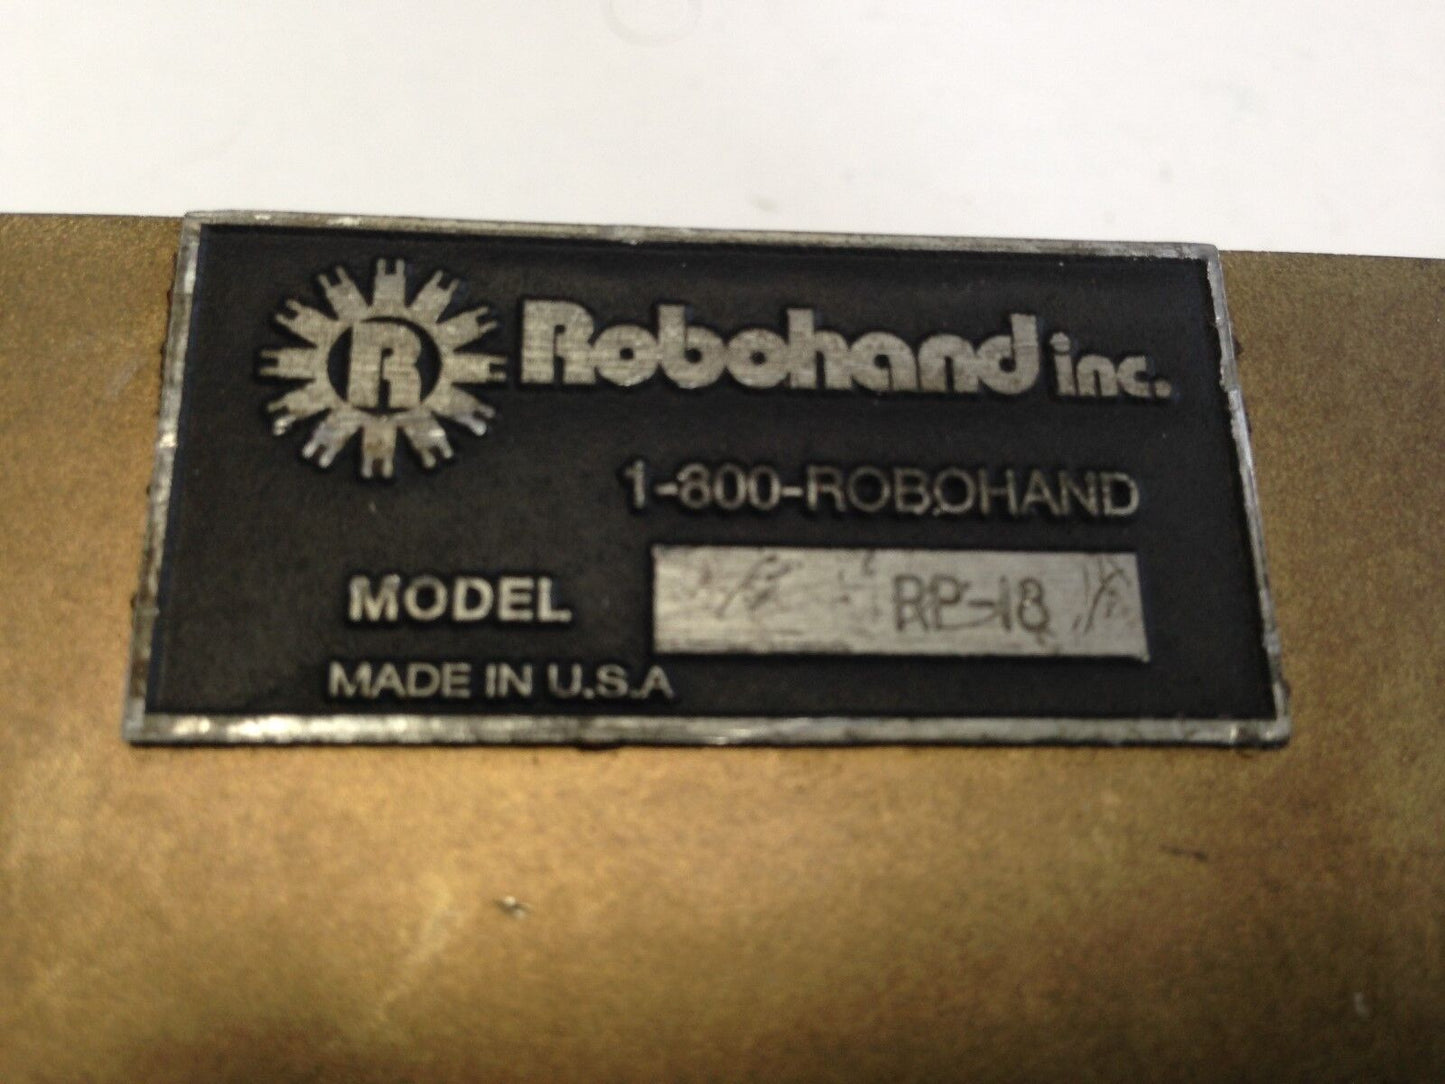 R
Robohand inc.
1-800-ROBOHAND
MODEL RP-18
MADE IN U.S.A